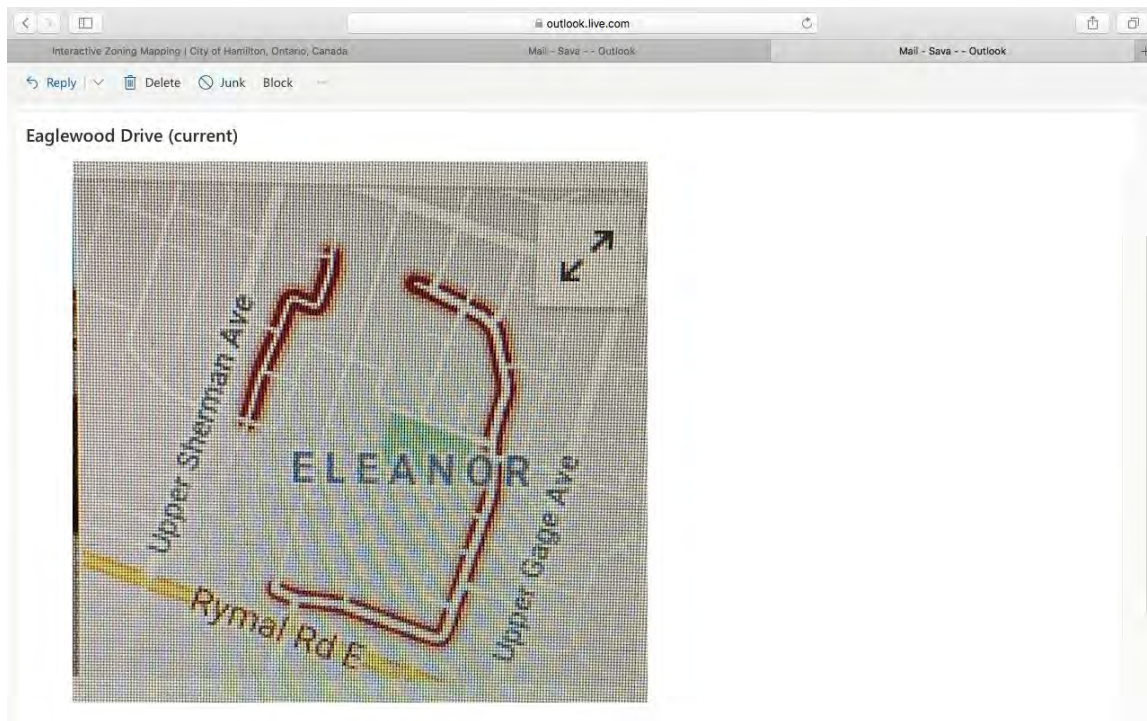 outlook.live.com
Interactive Zoning Mapping | City of Hamilton, Ontario, Canada
Mail - Sava - - Outlook
Mail - Sava - - Outlook
Reply
Delete
Junk
Block
Eaglewood Drive (current)
Upper Sherman Ave
ELEANOR
Upper Gage Ave
Rymal Rd E